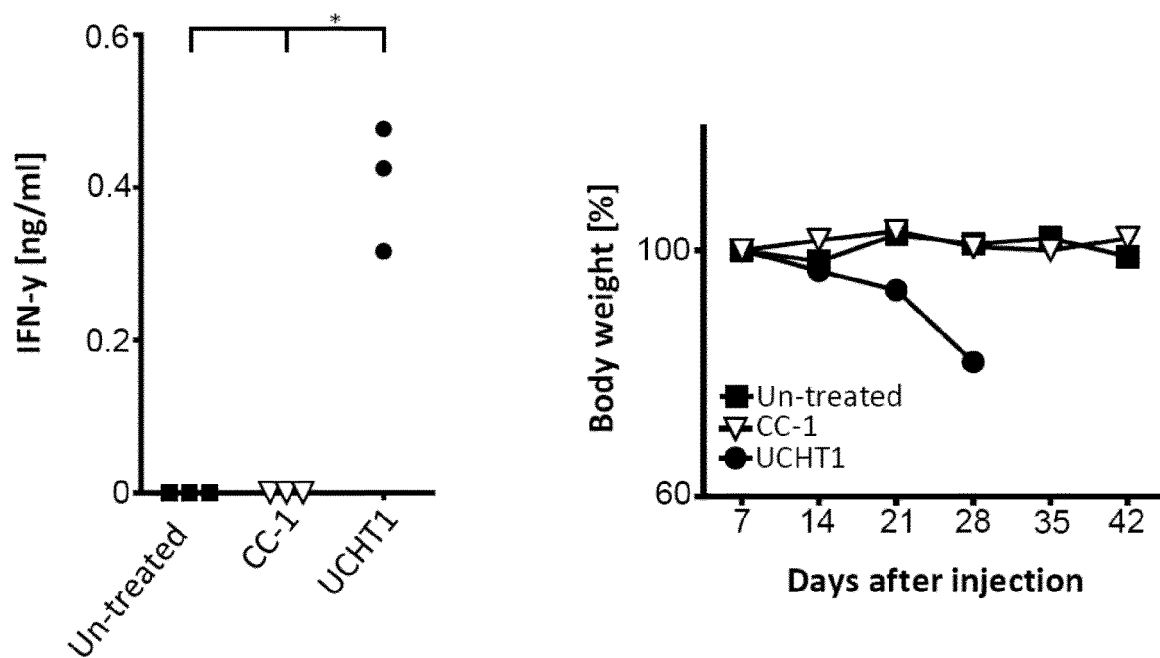 *
0.6
0.4
0.2
0
IFN-y [ng/ml]
Un-treated
CC-1
UCHT1
Body weight [%]
100
60
Un-treated
CC-1
UCHT1
7 14 21 28 35 42
Days after injection